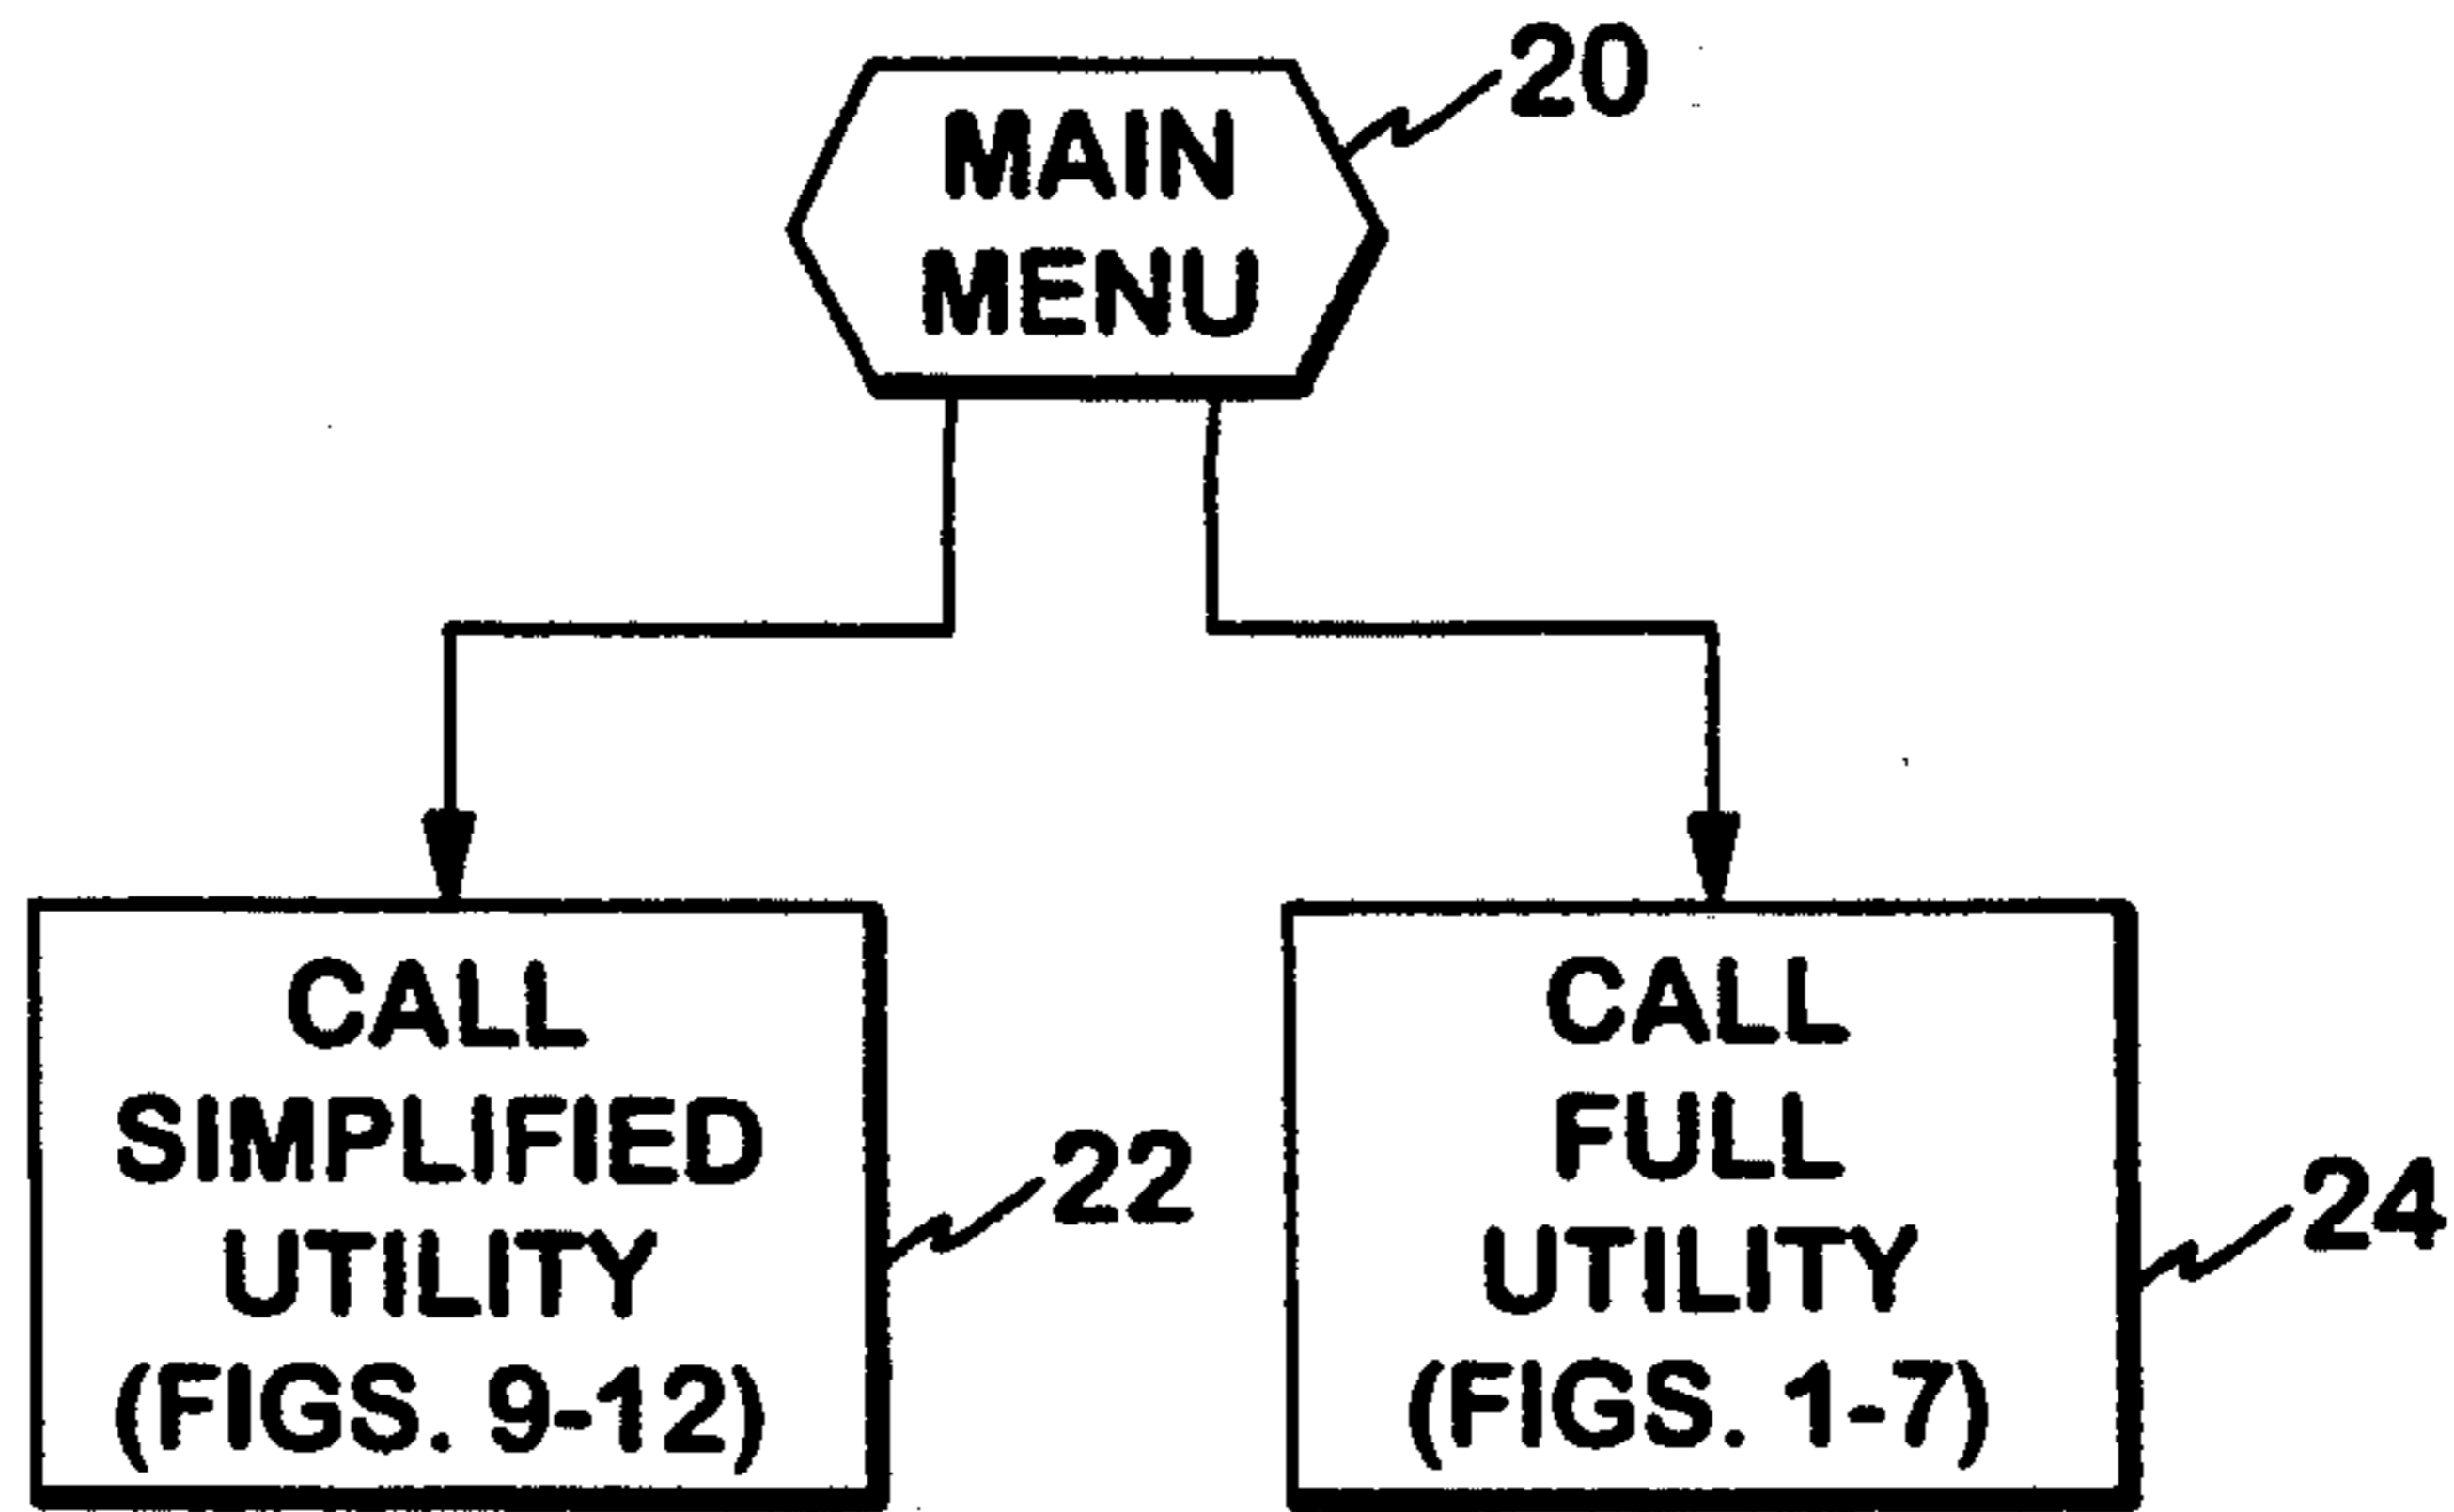 20
MAIN
MENU
CALL
SIMPLIFIED
UTILITY
(FIGS. 9-12)
22
CALL
FULL
UTILITY
(FIGS. 1-7)
24